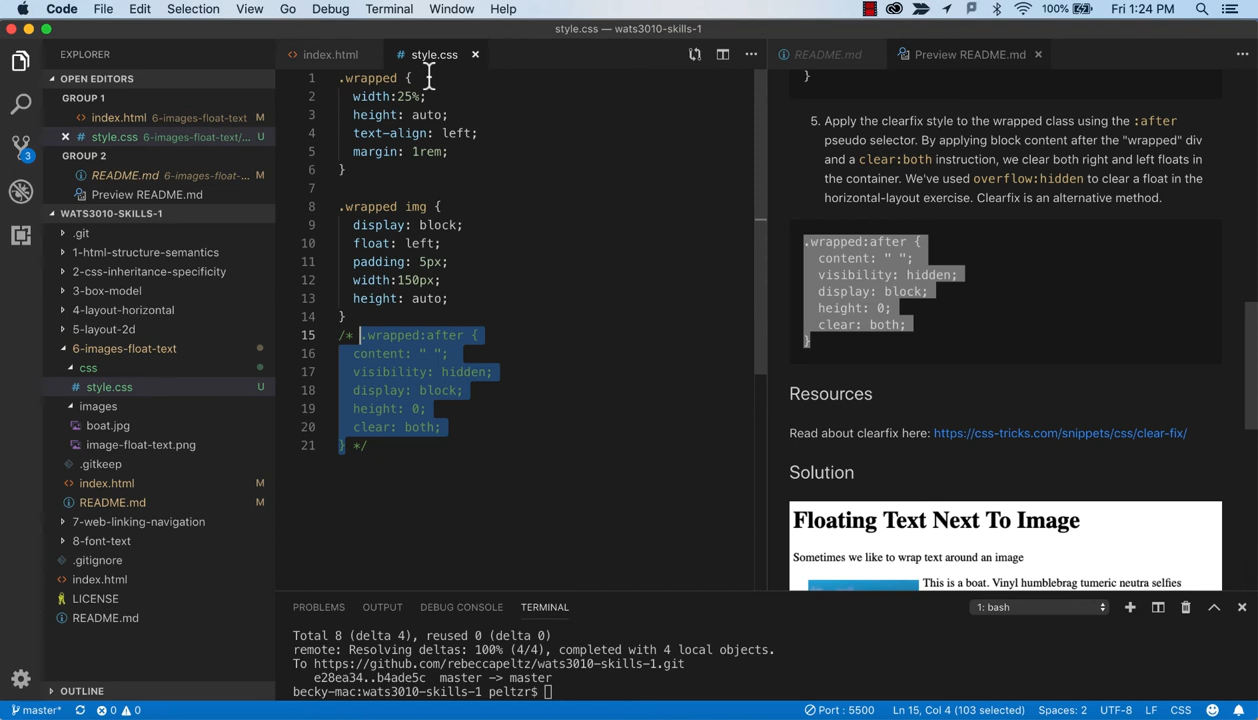 Code File Edit Selection View Go Debug Terminal Window Help 100% Fri 1:24 PM
style.css — wats3010-skills-1
EXPLORER
OPEN EDITORS
GROUP 1
index.html 6-images-float-text M
style.css 6-images-float-text/... U
GROUP 2
README.md 6-images-float-... M
Preview README.md
WATS3010-SKILLS-1
.git
1-html-structure-semantics
2-css-inheritance-specificity
3-box-model
4-layout-horizontal
5-layout-2d
6-images-float-text
css
# style.css U
images
boat.jpg
image-float-text.png
.gitkeep
index.html M
README.md M
7-web-linking-navigation
8-font-text
.gitignore
index.html
LICENSE
README.md
OUTLINE
3
index.html
# style.css
1 .wrapped {
2 width:25%;
3 height: auto;
4 text-align: left;
5 margin: 1rem;
6 }
7
8 .wrapped img {
9 display: block;
10 float: left;
11 padding: 5px;
12 width:150px;
13 height: auto;
14 }
15 /* .wrapped:after {
16 content: " ";
17 visibility: hidden;
18 display: block;
19 height: 0;
20 clear: both;
21 } */
README.md
Preview README.md
}
5. Apply the clearfix style to the wrapped class using the :after
pseudo selector. By applying block content after the "wrapped" div
and a clear:both instruction, we clear both right and left floats in
the container. We've used overflow:hidden to clear a float in the
horizontal-layout exercise. Clearfix is an alternative method.
.wrapped:after {
content: " ";
visibility: hidden;
display: block;
height: 0;
clear: both;
}
Resources
Read about clearfix here: https://css-tricks.com/snippets/css/clear-fix/
Solution
Floating Text Next To Image
Sometimes we like to wrap text around an image
This is a boat. Vinyl humblebrag tumeric neutra selfies
PROBLEMS OUTPUT DEBUG CONSOLE TERMINAL 1: bash
Total 8 (delta 4), reused 0 (delta 0)
remote: Resolving deltas: 100% (4/4), completed with 4 local objects.
To https://github.com/rebeccapeltz/wats3010-skills-1.git
e28ea34..b4ade5c master -> master
becky-mac:wats3010-skills-1 peltzr$
master* 0 0 Port : 5500 Ln 15, Col 4 (103 selected) Spaces: 2 UTF-8 LF CSS